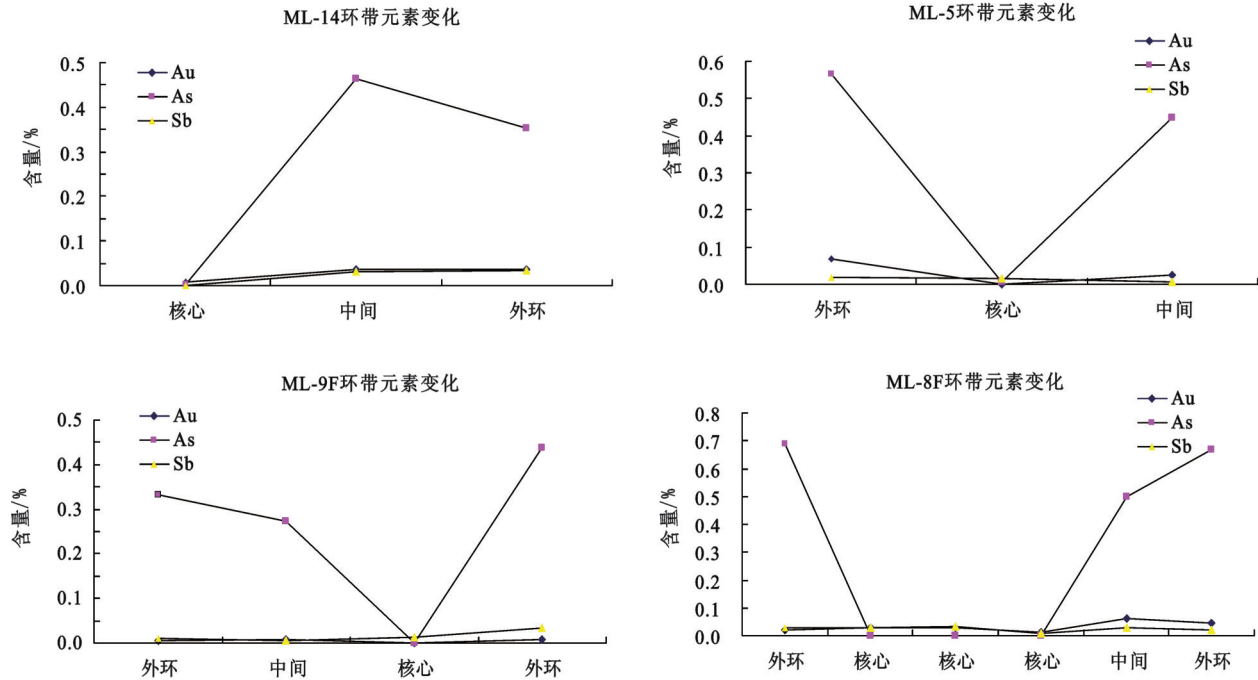 ML-14环带元素变化
0.5
0.4
0.3
0.2
0.1
0.0
含量/%
Au
As
Sb
核心 中间 外环
ML-5环带元素变化
0.6
0.5
0.4
0.3
0.2
0.1
0.0
含量/%
Au
As
Sb
外环 核心 中间
ML-9F环带元素变化
0.5
0.4
0.3
0.2
0.1
0.0
含量/%
Au
As
Sb
外环 中间 核心 外环
ML-8F环带元素变化
0.8
0.7
0.6
0.5
0.4
0.3
0.2
0.1
0.0
含量/%
Au
As
Sb
外环 核心 核心 核心 中间 外环